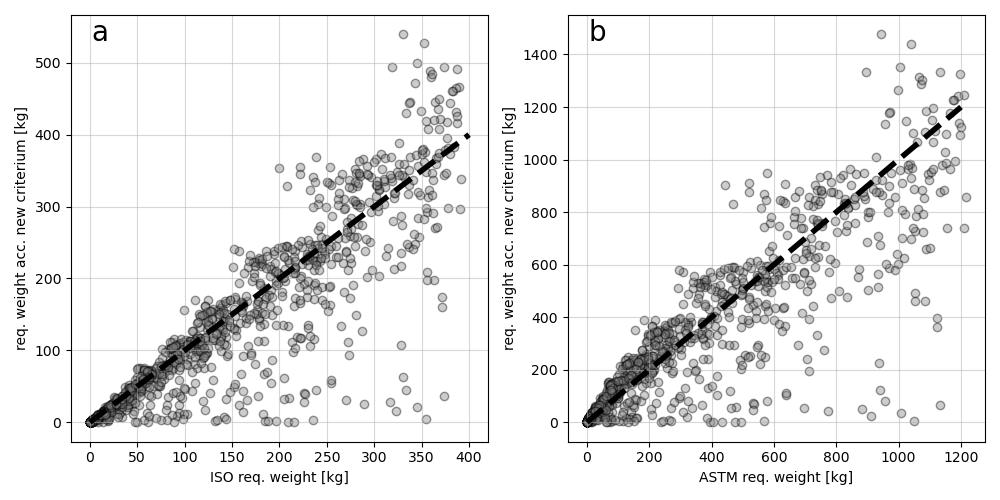 a
500
400
300
200
100
0
req. weight acc. new criterium [kg]
0 50 100 150 200 250 300 350 400
ISO req. weight [kg]
b
1400
1200
1000
800
600
400
200
0
req. weight acc. new criterium [kg]
0 200 400 600 800 1000 1200
ASTM req. weight [kg]